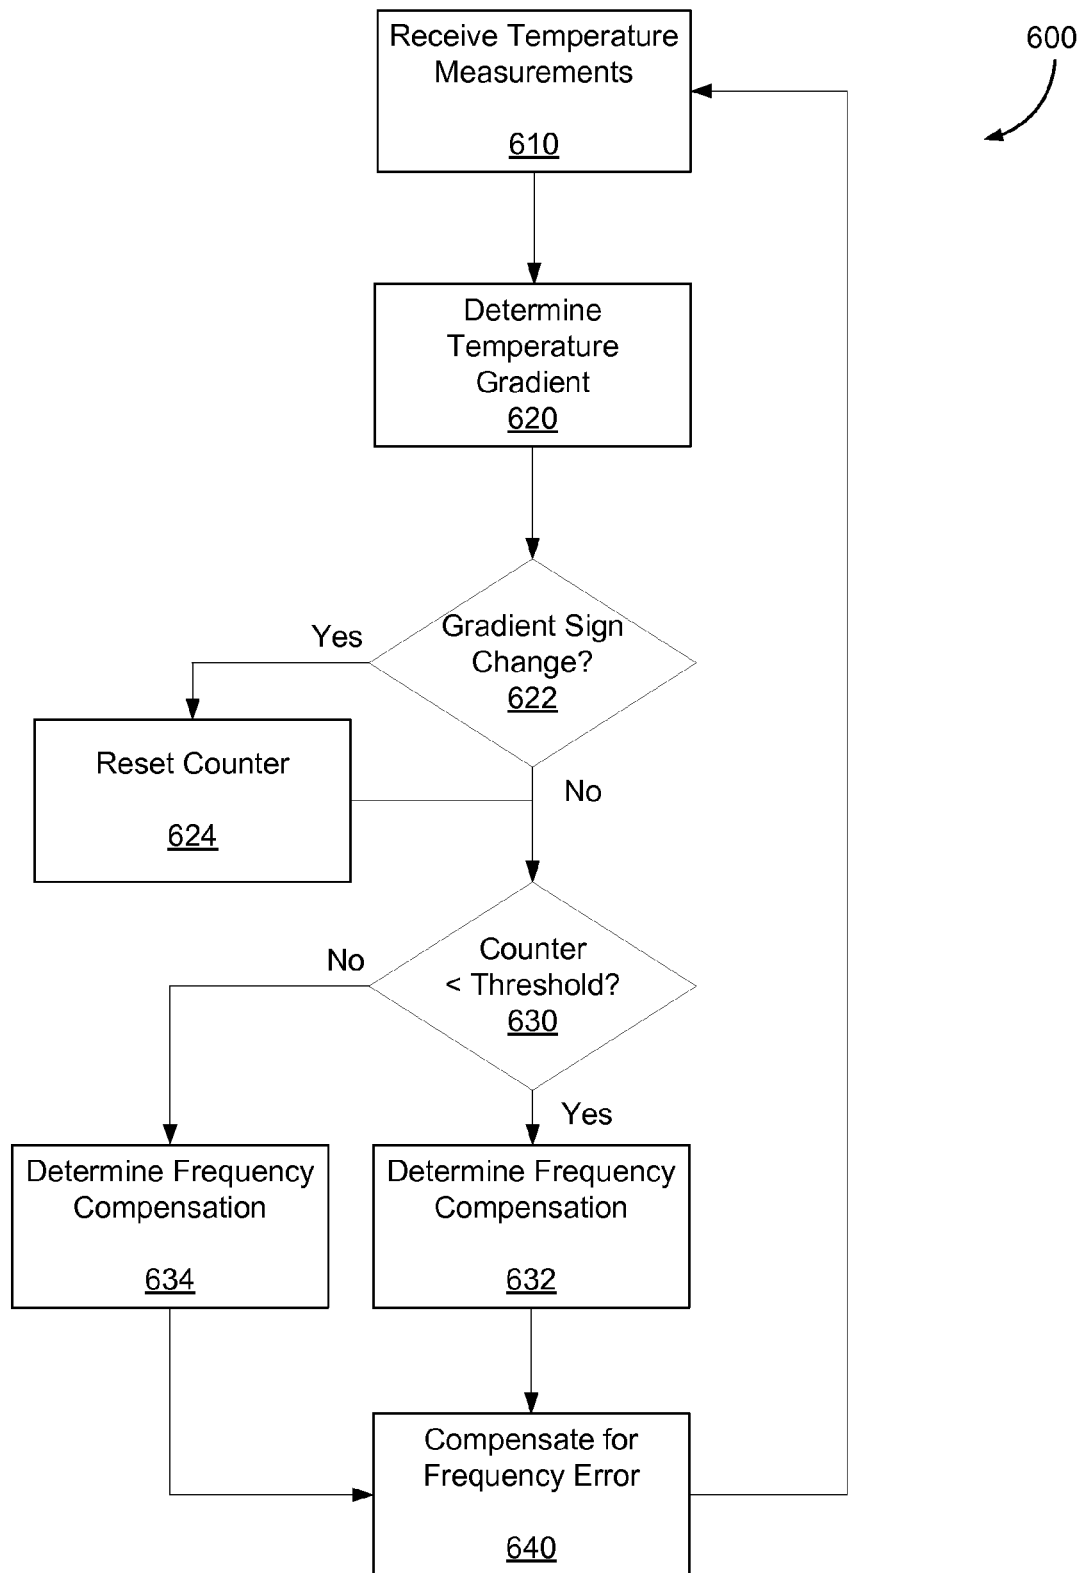 Receive Temperature
Measurements
610
600
Determine
Temperature
Gradient
620
Gradient Sign
Change?
622
Yes
Reset Counter
624
No
Counter
< Threshold?
630
No
Yes
Determine Frequency
Compensation
634
Determine Frequency
Compensation
632
Compensate for
Frequency Error
640